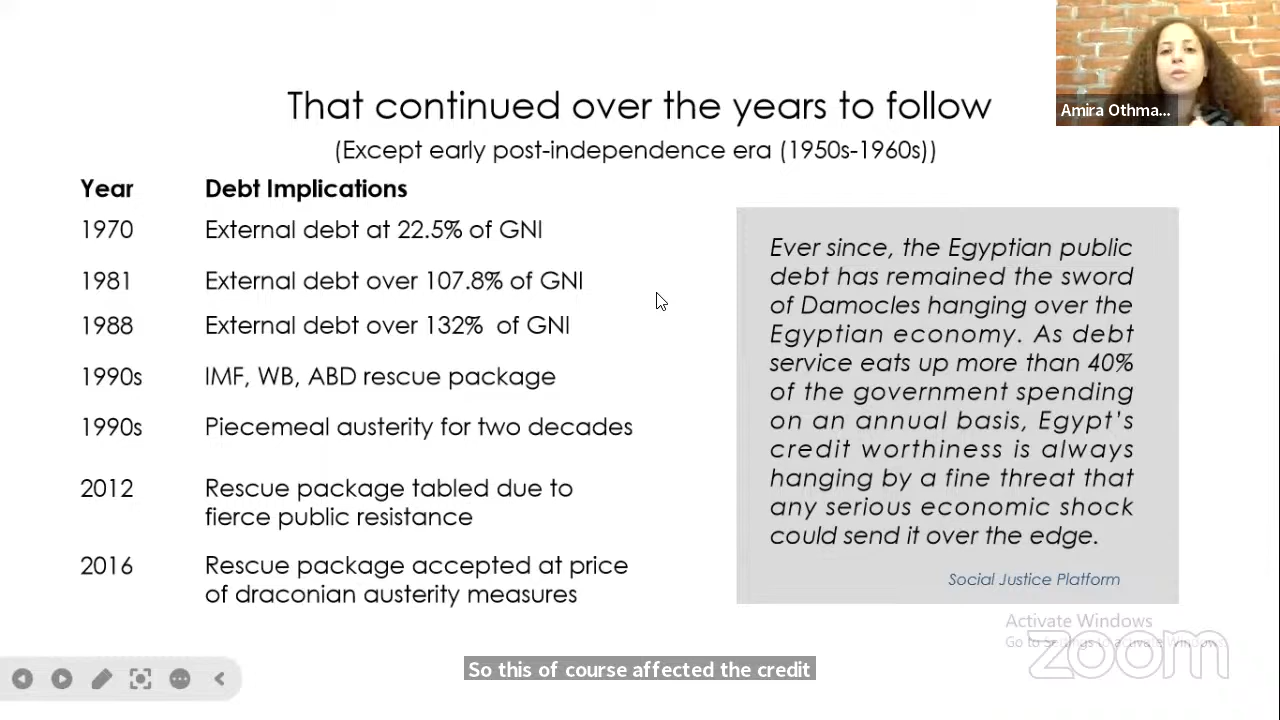 Amira Othma...
That continued over the years to follow
(Except early post-independence era (1950s-1960s))
Year Debt Implications
1970 External debt at 22.5% of GNI
1981 External debt over 107.8% of GNI
1988 External debt over 132% of GNI
1990s IMF, WB, ABD rescue package
1990s Piecemeal austerity for two decades
2012 Rescue package tabled due to
fierce public resistance
2016 Rescue package accepted at price
of draconian austerity measures
Ever since, the Egyptian public
debt has remained the sword
of Damocles hanging over the
Egyptian economy. As debt
service eats up more than 40%
of the government spending
on an annual basis, Egypt's
credit worthiness is always
hanging by a fine threat that
any serious economic shock
could send it over the edge.
Social Justice Platform
Activate Windows
Go to Settings to activate Windows.
zoom
So this of course affected the credit